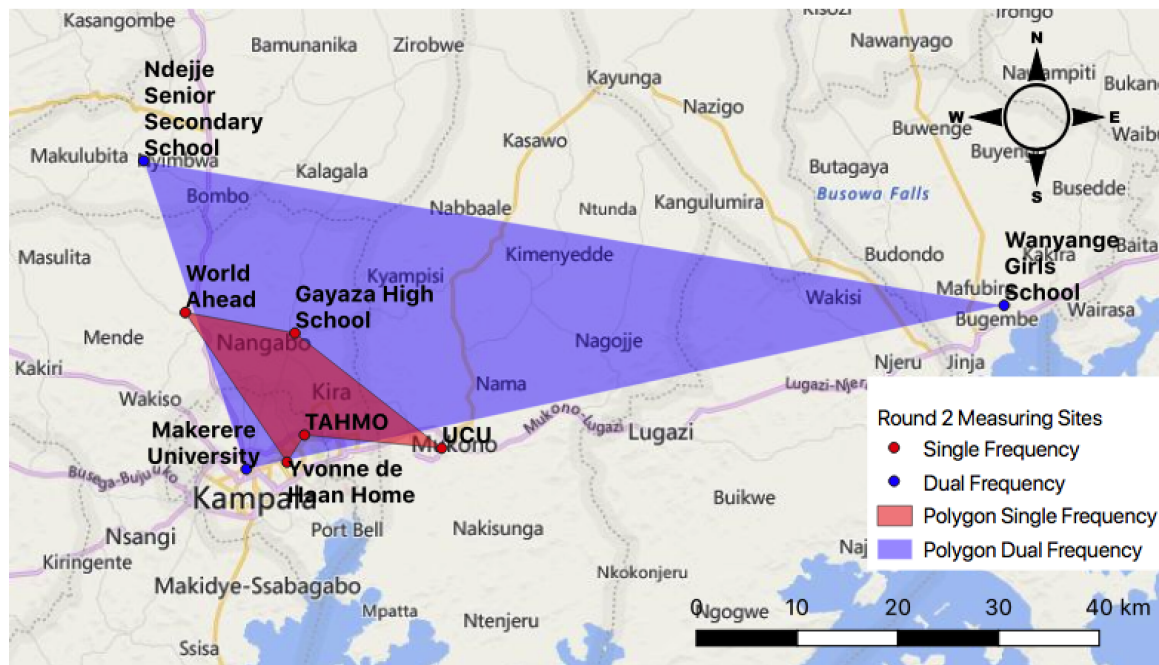 Kasangombe
Kisozi
Irongo
Bamunanika
Zirobwe
Nawanyago
N
Ndejje
Senior
Secondary
School
Kayunga
Nawampiti
Bukan
Nazigo
W
E
Buwenge
Waibu
Kasawo
Makulubita
Nyimbwa
Buyengo
Kalagala
Butagaya
Busedde
Bombo
Busowa Falls
S
Nabbaale
Ntunda
Kangulumira
Wanyange
Girls
School
Baita
Masulita
Kimenyedde
Budondo
Kakira
World
Ahead
Kyampisi
Gayaza High
School
Wakisi
Mafubira
Wairasa
Bugembe
Mende
Nangabo
Nagojje
Kakiri
Njeru
Jinja
Wakiso
Kira
Nama
Lugazi-Njer
TAHMO
Mukono-Lugazi
Makerere
University
UCU
Mukono
Lugazi
Round 2 Measuring Sites
Single Frequency
Dual Frequency
Polygon Single Frequency
Polygon Dual Frequency
Busega-Bujuuko
Yvonne de
Haan Home
Kampala
Buikwe
Nsangi
Port Bell
Nakisunga
Naj
Kiringente
Nkokonjeru
Makidye-Ssabagabo
Mpatta
Ntenjeru
Ngogwe
0 10 20 30 40 km
Ssisa